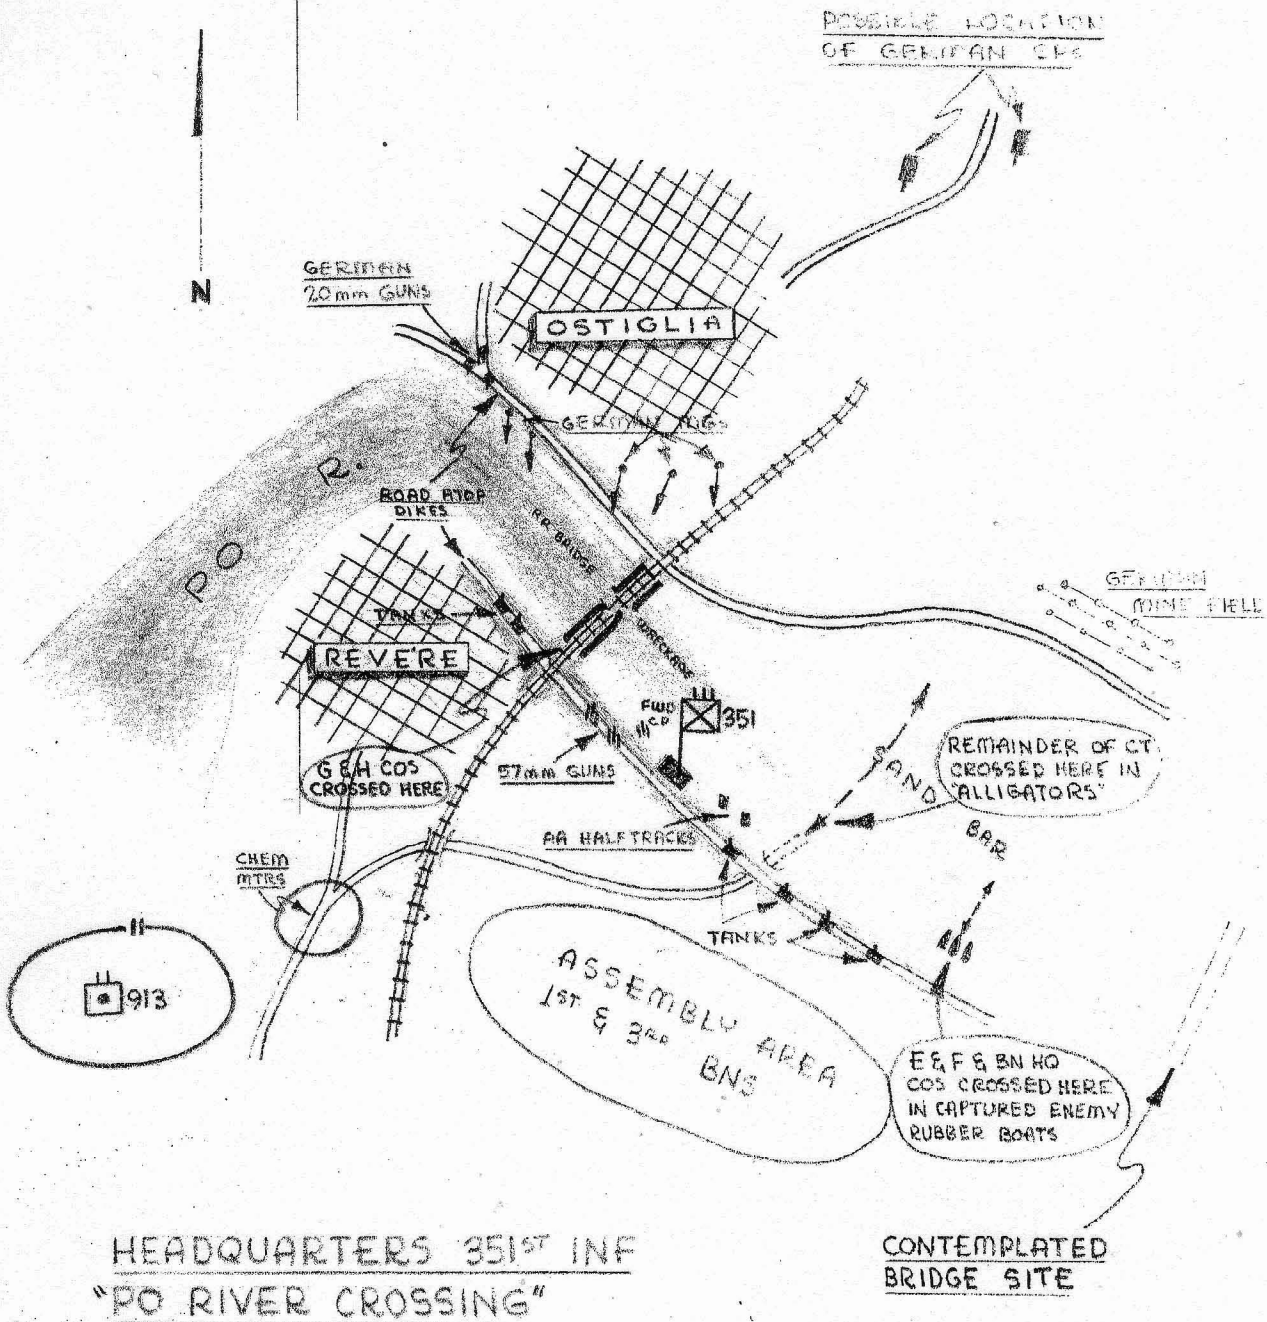 POSSIBLE LOCATION
OF GERMAN SPS
N
GERMAN
20mm GUNS
OSTIGLIA
GERMAN MGS
PO R.
ROAD ATOP
DIKES
RR BRIDGE
WRECKAGE
GERMAN
MINE FIELD
TANKS
REVERE
FWD
CP
351
G & H COS
CROSSED HERE
57mm GUNS
SAND BAR
REMAINDER OF CT
CROSSED HERE IN
"ALLIGATORS"
AA HALFTRACKS
CHEM
MTRS
TANKS
913
ASSEMBLY AREA
1ST & 3RD
BNS
E & F & BN HQ
COS CROSSED HERE
IN CAPTURED ENEMY
RUBBER BOATS
HEADQUARTERS 351ST INF
"PO RIVER CROSSING"
CONTEMPLATED
BRIDGE SITE